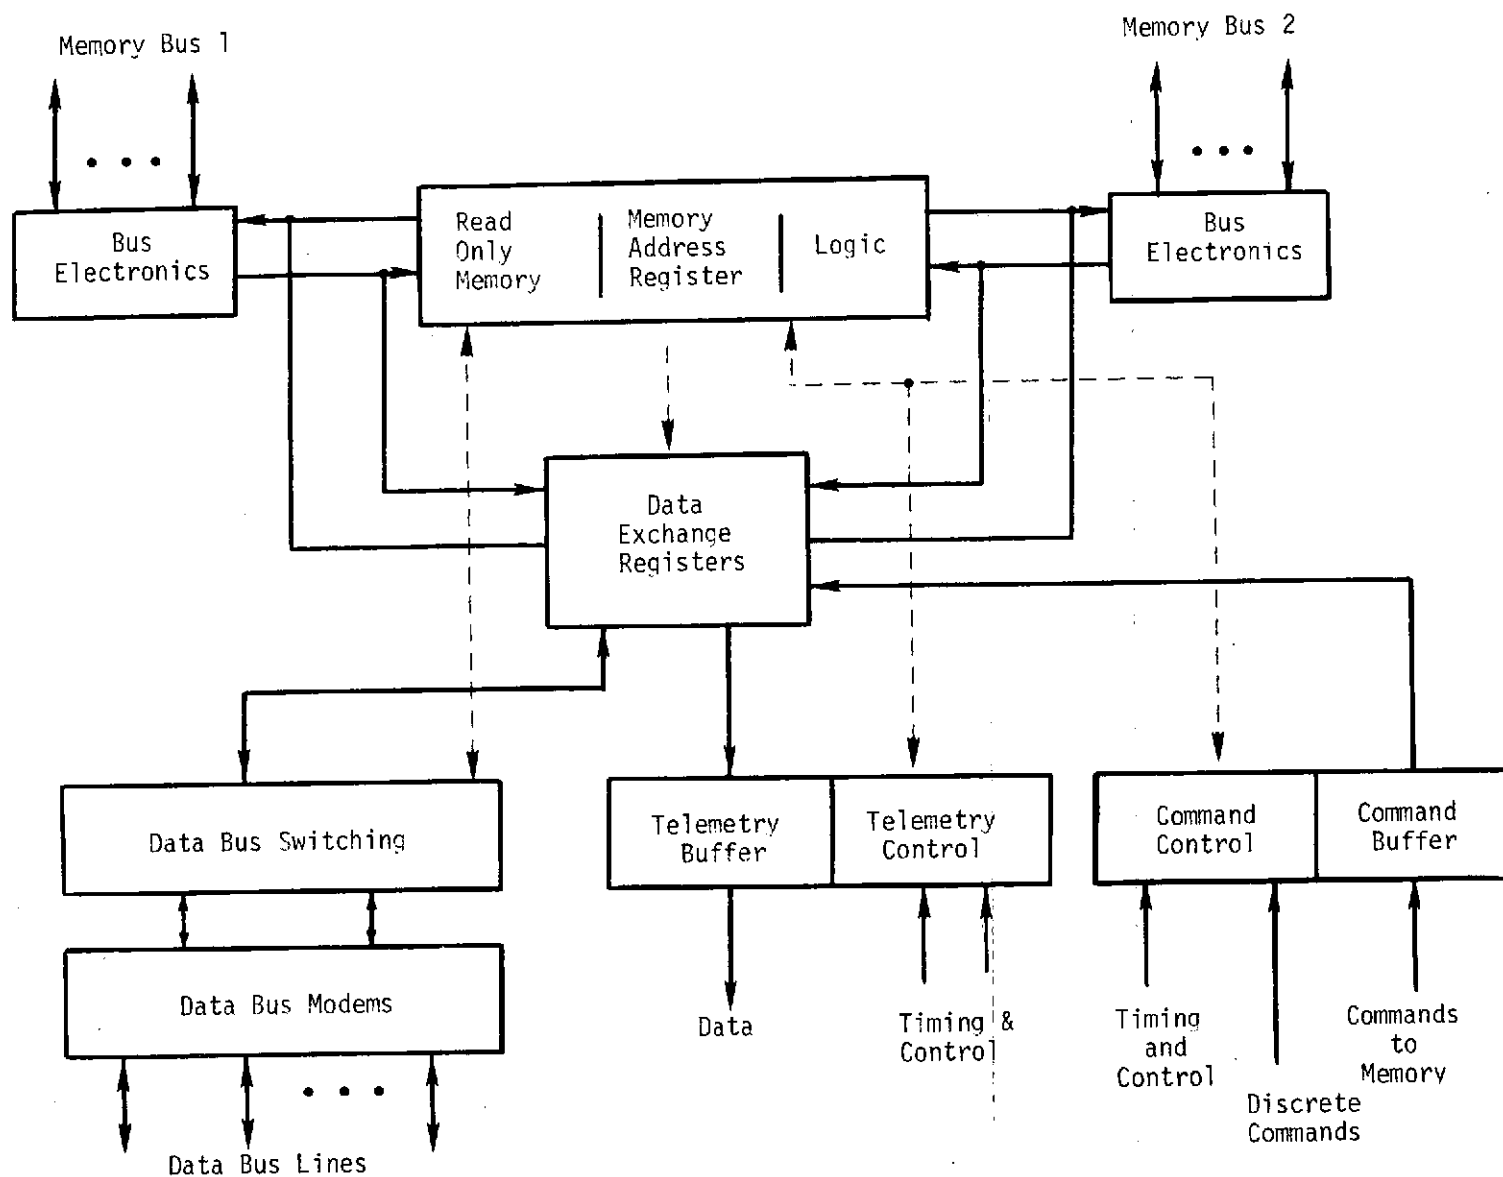 Memory Bus 1
Memory Bus 2
Bus
Electronics
Read
Only
Memory
Memory
Address
Register
Logic
Bus
Electronics
Data
Exchange
Registers
Data Bus Switching
Telemetry
Buffer
Telemetry
Control
Command
Control
Command
Buffer
Data Bus Modems
Data
Timing &
Control
Timing
and
Control
Discrete
Commands
Commands
to
Memory
Data Bus Lines